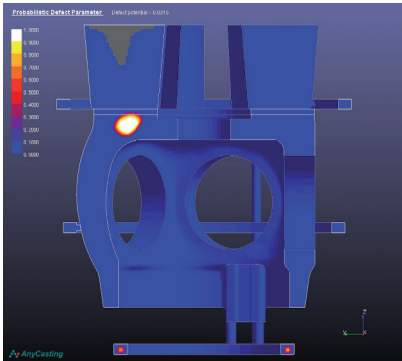 Probabilistic Defect Parameter Defect potential = 0.0315
1.0000
0.9000
0.8000
0.7000
0.6000
0.5000
0.4000
0.3000
0.2000
0.1000
0.0000
Z
Y
X
AnyCasting